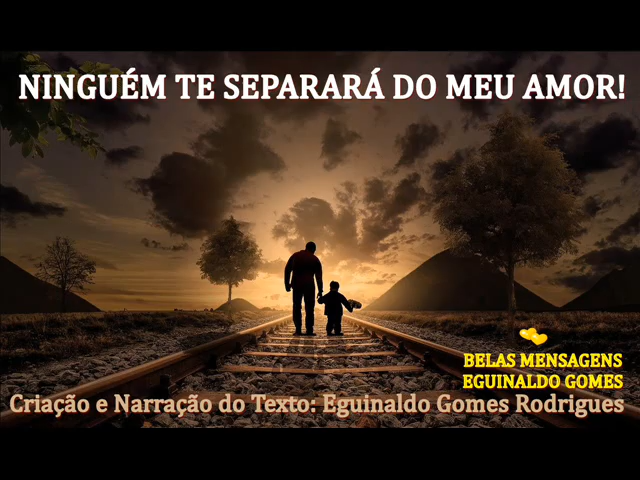 NINGUÉM TE SEPARARÁ DO MEU AMOR!
BELAS MENSAGENS
EGUINALDO GOMES
Criação e Narração do Texto: Eguinaldo Gomes Rodrigues